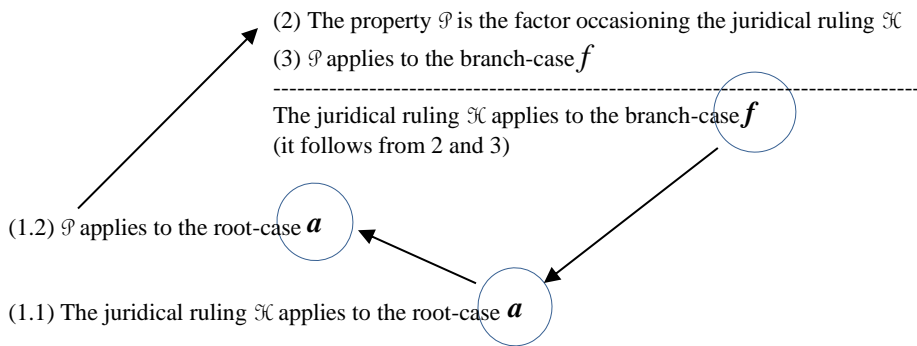 (2) The property 𝒫 is the factor occasioning the juridical ruling ℋ
(3) 𝒫 applies to the branch-case f
The juridical ruling ℋ applies to the branch-case f
(it follows from 2 and 3)
(1.2) 𝒫 applies to the root-case a
(1.1) The juridical ruling ℋ applies to the root-case a